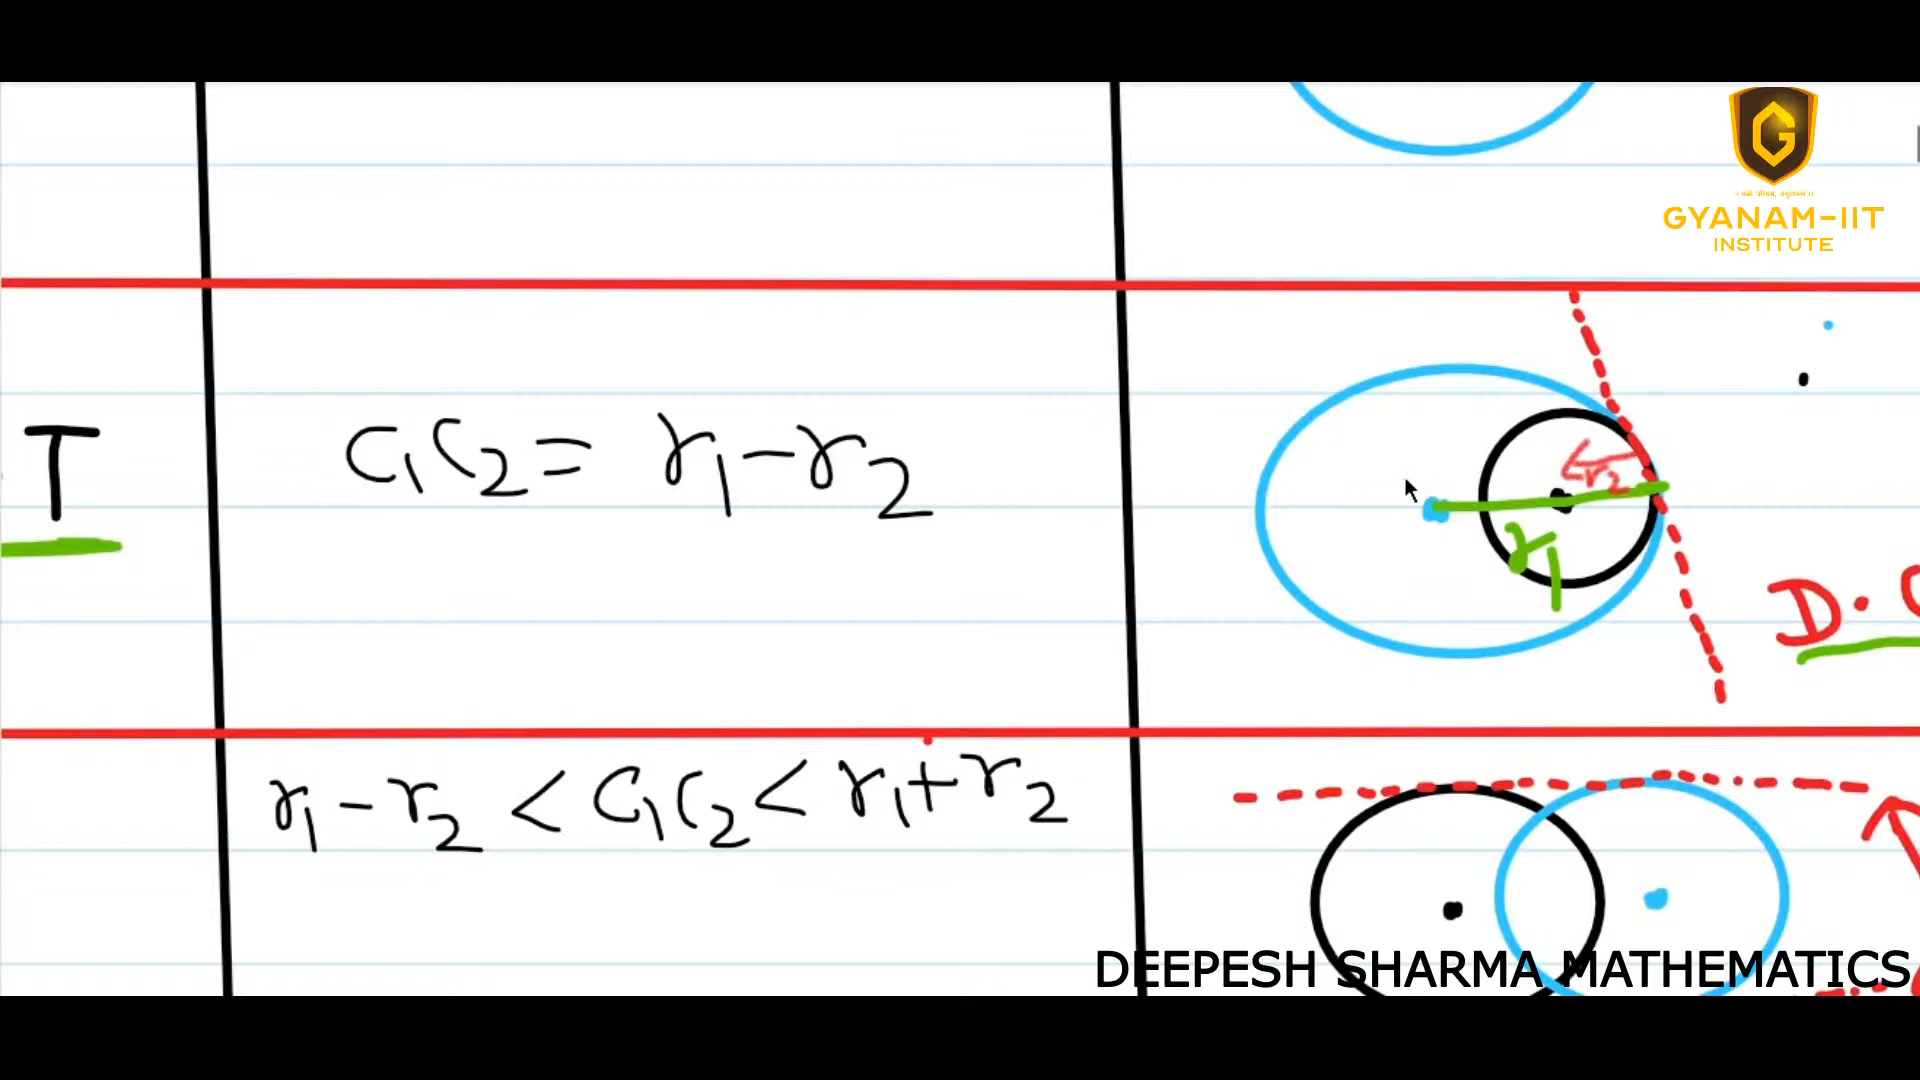 GYANAM-IIT
INSTITUTE
T
C₁C₂ = r₁ - r₂
r₂
r₁
D.
r₁ - r₂ < C₁C₂ < r₁ + r₂
DEEPESH SHARMA MATHEMATICS